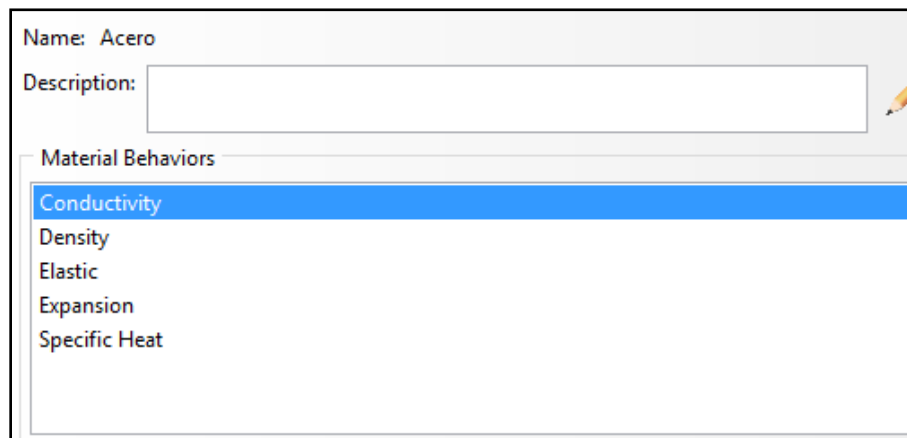 Name: Acero
Description:
Material Behaviors
Conductivity
Density
Elastic
Expansion
Specific Heat